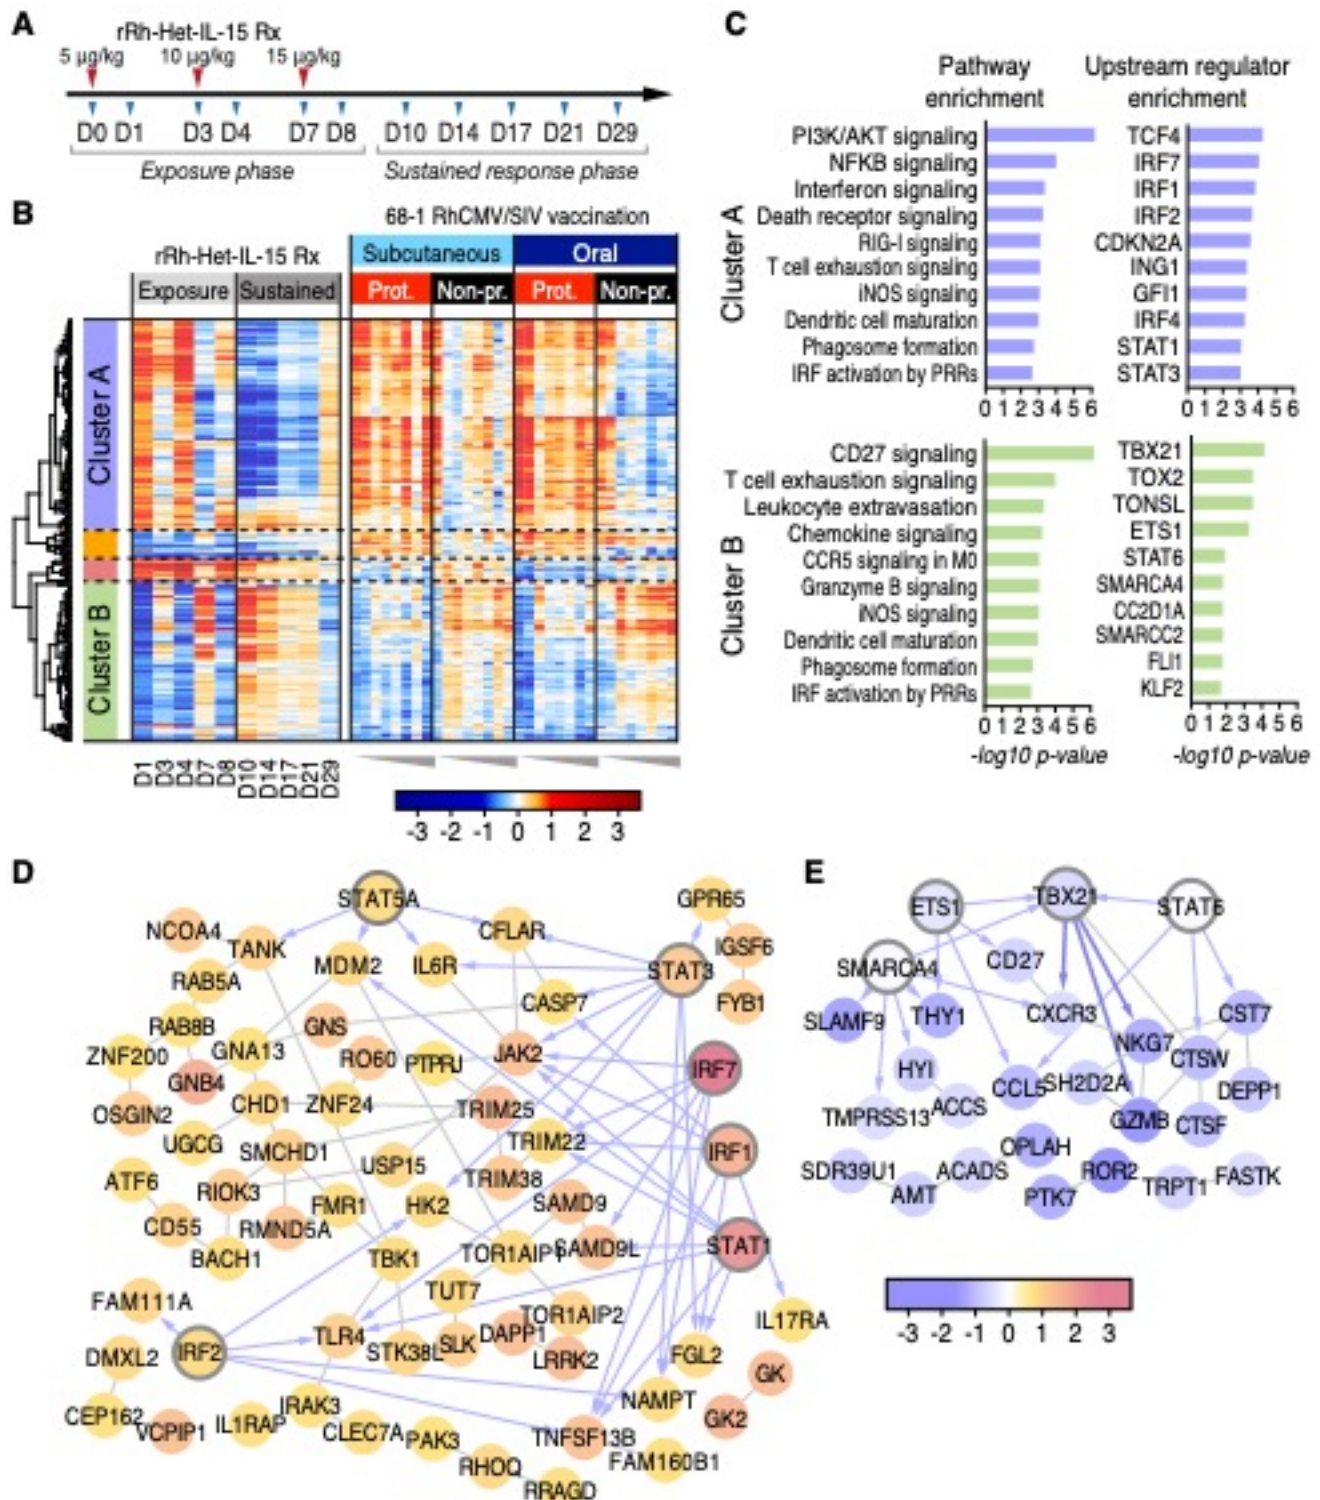 A
rRh-Het-IL-15 Rx
5 µg/kg 10 µg/kg 15 µg/kg
D0 D1 D3 D4 D7 D8 D10 D14 D17 D21 D29
Exposure phase Sustained response phase
B
68-1 RhCMV/SIV vaccination
rRh-Het-IL-15 Rx Subcutaneous Oral
Exposure Sustained Prot. Non-pr. Prot. Non-pr.
Cluster A
Cluster B
D1 D3 D4 D7 D8 D10 D14 D17 D21 D29
-3 -2 -1 0 1 2 3
C
Pathway enrichment
Upstream regulator enrichment
Cluster A
PI3K/AKT signaling
NFKB signaling
Interferon signaling
Death receptor signaling
RIG-I signaling
T cell exhaustion signaling
iNOS signaling
Dendritic cell maturation
Phagosome formation
IRF activation by PRRs
0 1 2 3 4 5 6
TCF4
IRF7
IRF1
IRF2
CDKN2A
ING1
GFI1
IRF4
STAT1
STAT3
0 1 2 3 4 5 6
Cluster B
CD27 signaling
T cell exhaustion signaling
Leukocyte extravasation
Chemokine signaling
CCR5 signaling in M0
Granzyme B signaling
iNOS signaling
Dendritic cell maturation
Phagosome formation
IRF activation by PRRs
0 1 2 3 4 5 6
-log10 p-value
TBX21
TOX2
TONSL
ETS1
STAT6
SMARCA4
CC2D1A
SMARCC2
FLI1
KLF2
0 1 2 3 4 5 6
-log10 p-value
D
STAT5A
GPR65
NCOA4
TANK
CFLAR
IGSF6
RAB5A
MDM2
IL6R
STAT3
FYB1
RAB8B
GNS
CASP7
ZNF200
GNA13
RO60
PTPRJ
JAK2
IRF7
GNB4
OSGIN2
CHD1
ZNF24
TRIM25
UGCG
SMCHD1
TRIM22
IRF1
ATF6
RIOK3
USP15
TRIM38
FMR1
HK2
SAMD9
CD55
RMND5A
BACH1
TBK1
TOR1AIP1
SAMD9L
STAT1
FAM111A
TUT7
TOR1AIP2
IL17RA
DMXL2
IRF2
TLR4
STK38L
SLK
DAPP1
LRRK2
FGL2
GK
CEP162
VCPIP1
IL1RAP
IRAK3
CLEC7A
PAK3
NAMPT
GK2
TNFSF13B
RHOQ
FAM160B1
RRAGD
E
ETS1
TBX21
STAT6
SMARCA4
CD27
SLAMF9
THY1
CXCR3
CST7
NKG7
CTSW
HYI
CCL5
SH2D2A
DEPP1
TMPRSS13
ACCS
GZMB
CTSF
OPLAH
SDR39U1
AMT
ACADS
ROR2
PTK7
TRPT1
FASTK
-3 -2 -1 0 1 2 3